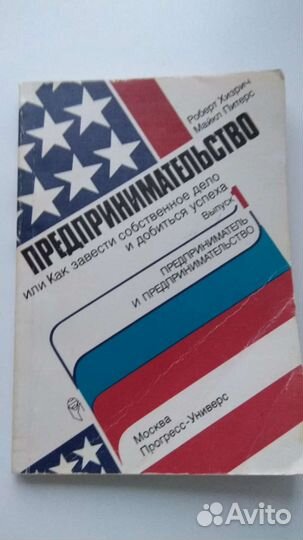 Роберт Хизрич
Майкл Питерс
ПРЕДПРИНИМАТЕЛЬСТВО
или Как завести собственное дело
и добиться успеха
Выпуск 1
ПРЕДПРИНИМАТЕЛЬ
И ПРЕДПРИНИМАТЕЛЬСТВО
Москва
Прогресс-Универс
Avito